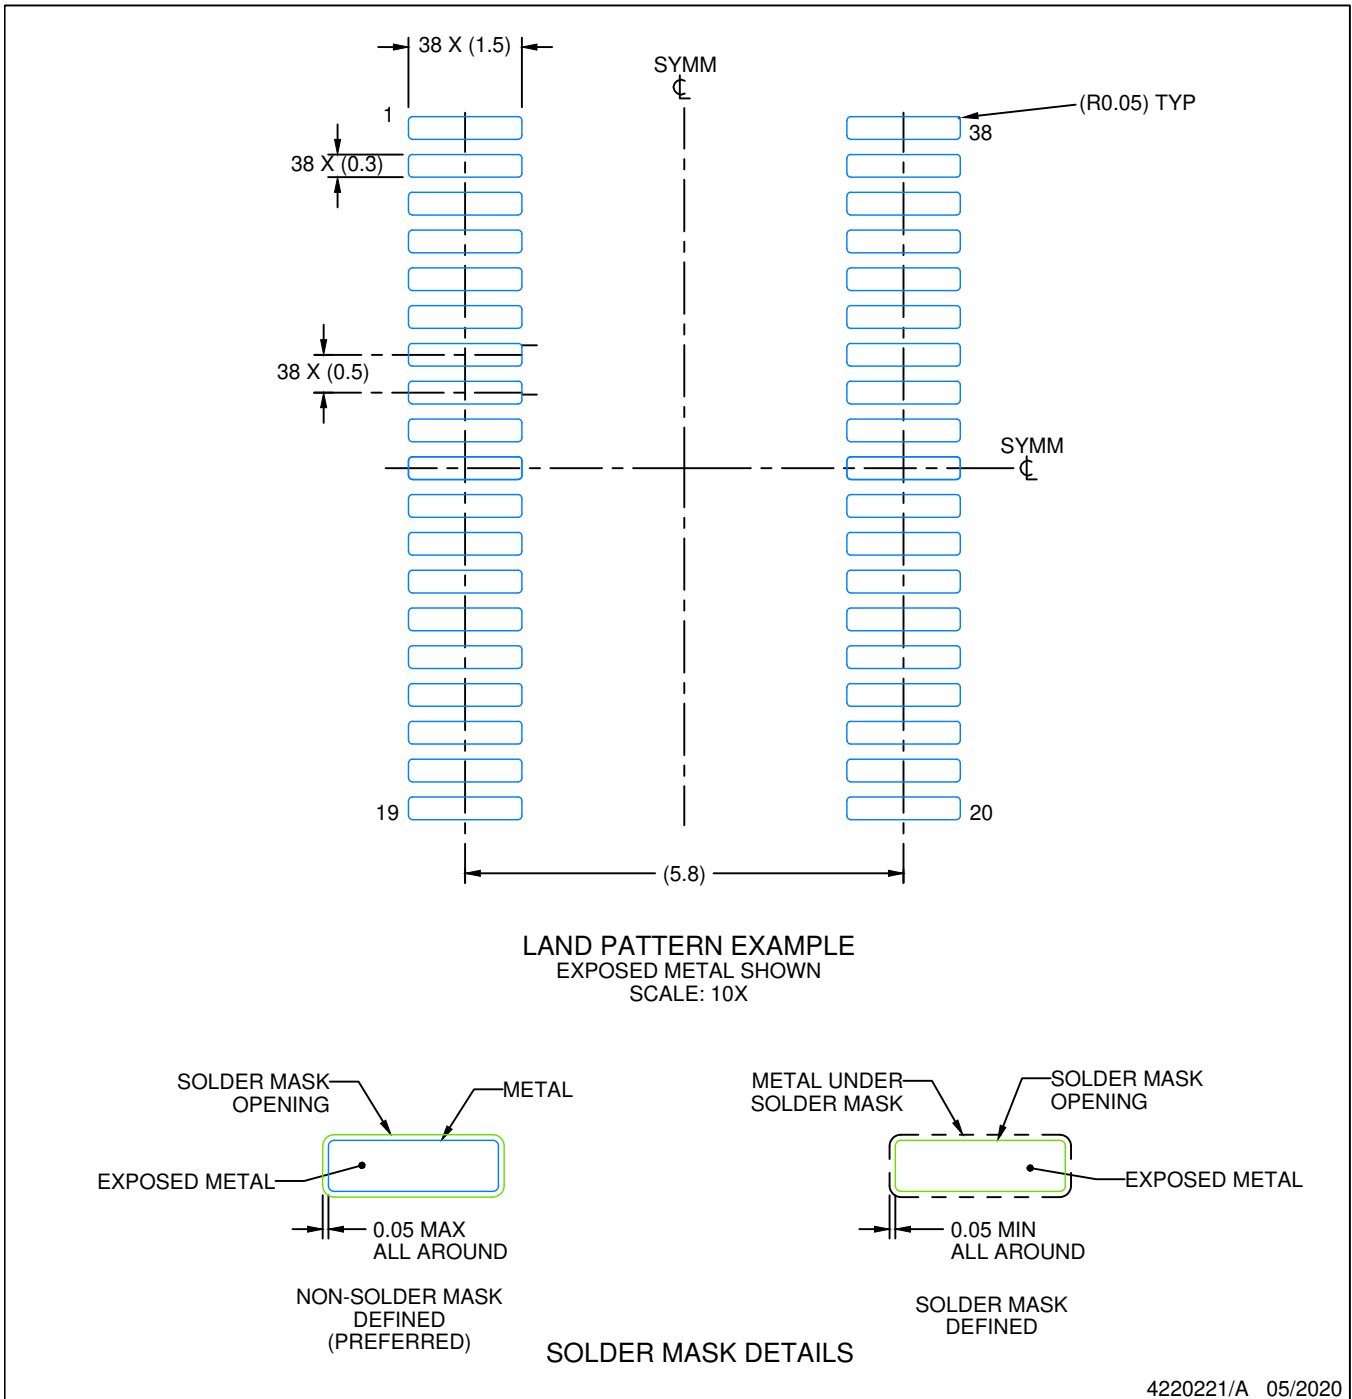 38 X (1.5)
SYMM
(R0.05) TYP
1
38
38 X (0.3)
38 X (0.5)
SYMM
19
20
(5.8)
LAND PATTERN EXAMPLE
EXPOSED METAL SHOWN
SCALE: 10X
SOLDER MASK
OPENING
METAL
EXPOSED METAL
0.05 MAX
ALL AROUND
NON-SOLDER MASK
DEFINED
(PREFERRED)
METAL UNDER
SOLDER MASK
SOLDER MASK
OPENING
EXPOSED METAL
0.05 MIN
ALL AROUND
SOLDER MASK
DEFINED
SOLDER MASK DETAILS
4220221/A 05/2020